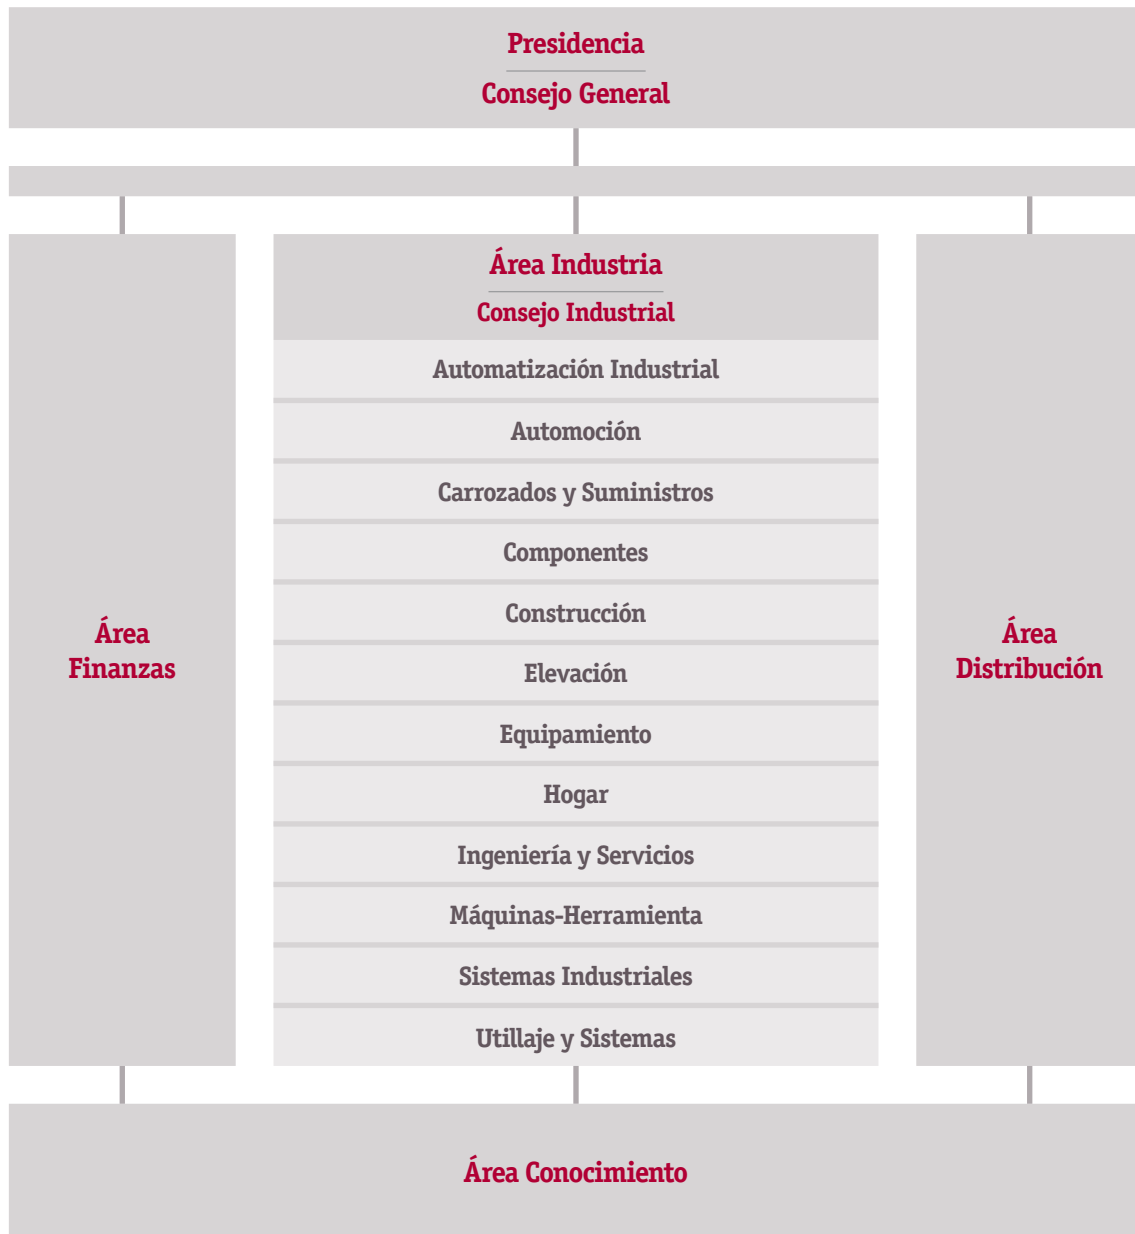 Presidencia
Consejo General
Área Industria
Consejo Industrial
Automatización Industrial
Automoción
Carrozados y Suministros
Componentes
Construcción
Elevación
Equipamiento
Hogar
Ingeniería y Servicios
Máquinas-Herramienta
Sistemas Industriales
Utillaje y Sistemas
Área
Finanzas
Área
Distribución
Área Conocimiento